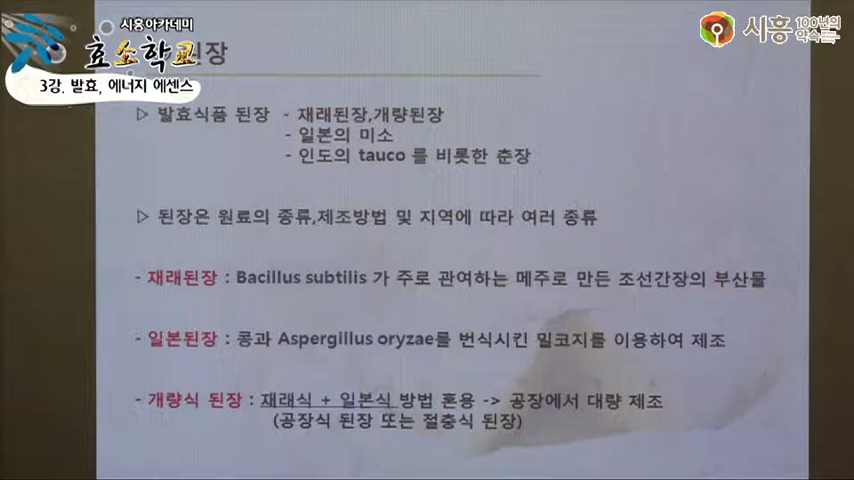 시흥아카데미
효소학교
3강. 발효, 에너지 에센스
시흥 100년의
약속
된장
▷ 발효식품 된장 - 재래된장,개량된장
- 일본의 미소
- 인도의 tauco 를 비롯한 춘장
▷ 된장은 원료의 종류,제조방법 및 지역에 따라 여러 종류
- 재래된장 : Bacillus subtilis 가 주로 관여하는 메주로 만든 조선간장의 부산물
- 일본된장 : 콩과 Aspergillus oryzae를 번식시킨 밀코지를 이용하여 제조
- 개량식 된장 : 재래식 + 일본식 방법 혼용 -> 공장에서 대량 제조
(공장식 된장 또는 절충식 된장)